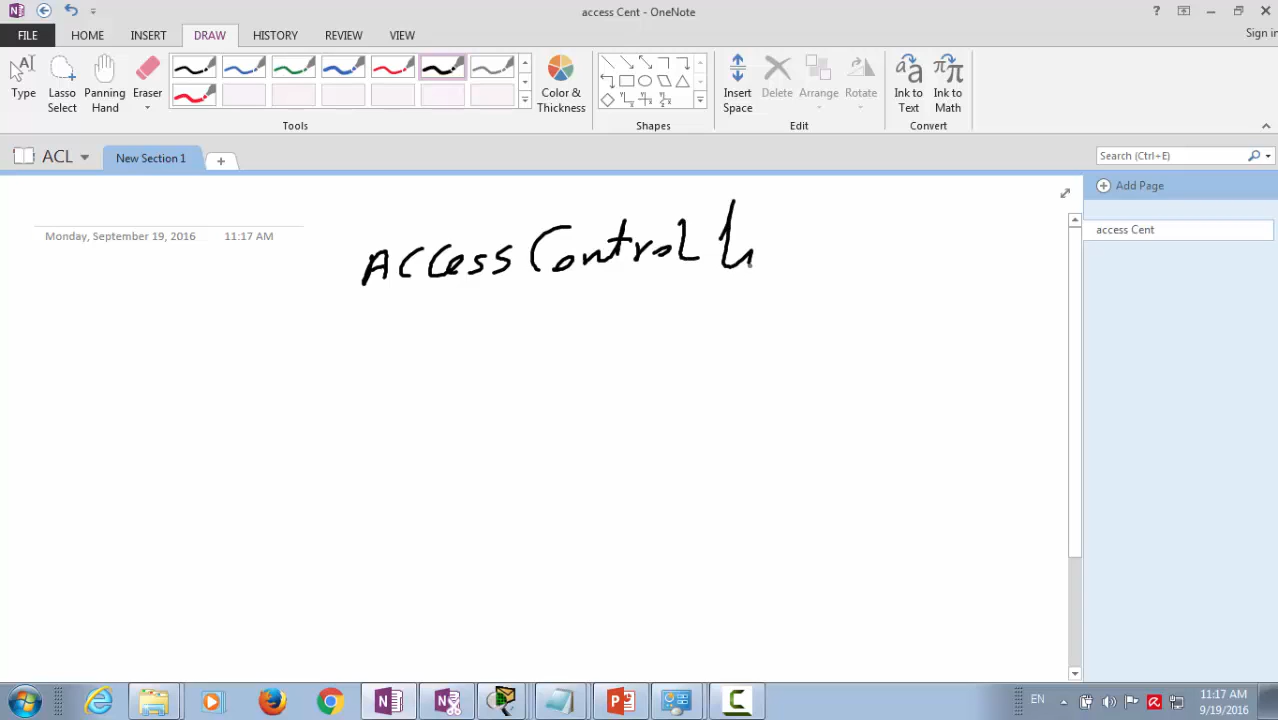 access Cent - OneNote
?
FILE HOME INSERT DRAW HISTORY REVIEW VIEW Sign in
Type Lasso Select Panning Hand Eraser Color & Thickness Insert Space Delete Arrange Rotate Ink to Text Ink to Math
Tools Shapes Edit Convert
ACL New Section 1 + Search (Ctrl+E)
Add Page
Monday, September 19, 2016 11:17 AM
access Cent
Access Control Li
EN 11:17 AM
9/19/2016